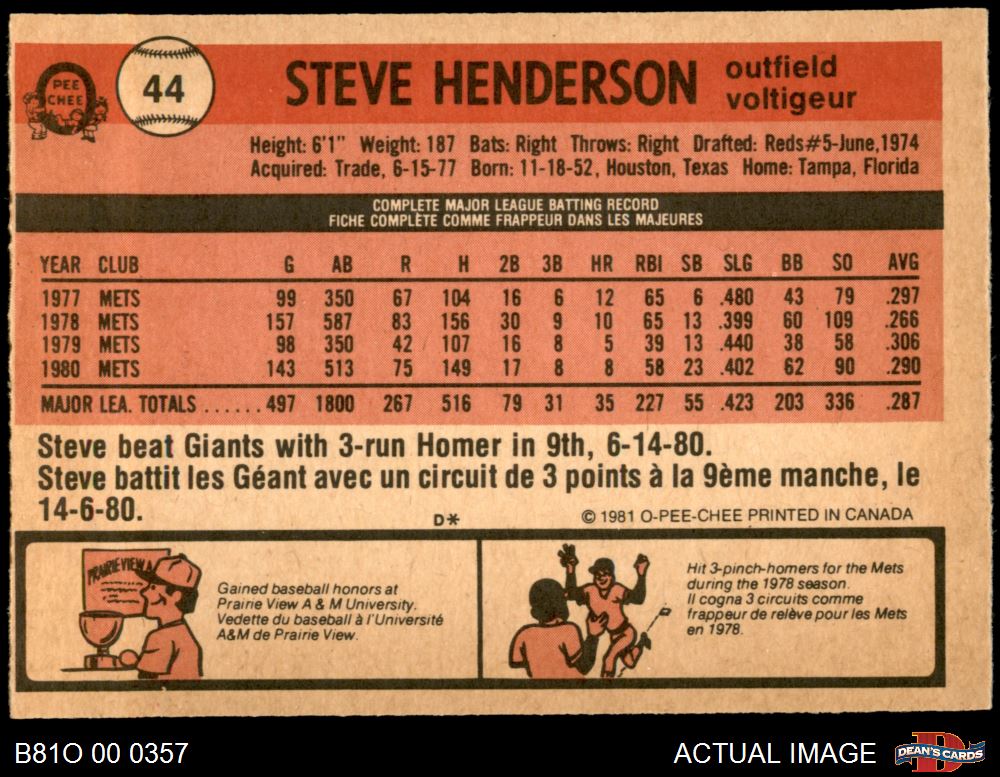 PEE
CHEE
44
STEVE HENDERSON
outfield
voltigeur
Height: 6'1" Weight: 187 Bats: Right Throws: Right Drafted: Reds#5-June,1974
Acquired: Trade, 6-15-77 Born: 11-18-52, Houston, Texas Home: Tampa, Florida
COMPLETE MAJOR LEAGUE BATTING RECORD
FICHE COMPLÈTE COMME FRAPPEUR DANS LES MAJEURES
YEAR CLUB G AB R H 2B 3B HR RBI SB SLG BB SO AVG
1977 METS 99 350 67 104 16 6 12 65 6 .480 43 79 .297
1978 METS 157 587 83 156 30 9 10 65 13 .399 60 109 .266
1979 METS 98 350 42 107 16 8 5 39 13 .440 38 58 .306
1980 METS 143 513 75 149 17 8 8 58 23 .402 62 90 .290
MAJOR LEA. TOTALS ...... 497 1800 267 516 79 31 35 227 55 .423 203 336 .287
Steve beat Giants with 3-run Homer in 9th, 6-14-80.
Steve battit les Géant avec un circuit de 3 points à la 9ème manche, le
14-6-80.
D* © 1981 O-PEE-CHEE PRINTED IN CANADA
PRAIRIE VIEW A
Gained baseball honors at
Prairie View A & M University.
Vedette du baseball à l'Université
A&M de Prairie View.
Hit 3-pinch-homers for the Mets
during the 1978 season.
Il cogna 3 circuits comme
frappeur de relève pour les Mets
en 1978.
B81O 00 0357
ACTUAL IMAGE
DEAN'S CARDS